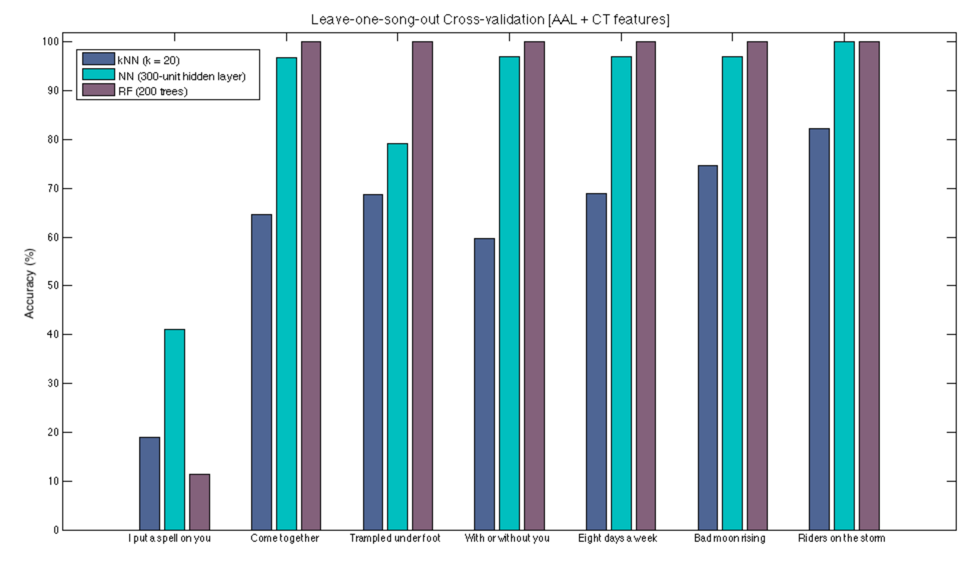 Leave-one-song-out Cross-validation [AAL + CT features]
100
90
80
70
60
50
40
30
20
10
0
Accuracy (%)
kNN (k = 20)
NN (300-unit hidden layer)
RF (200 trees)
I put a spell on you
Come together
Trampled under foot
With or without you
Eight days a week
Bad moon rising
Riders on the storm